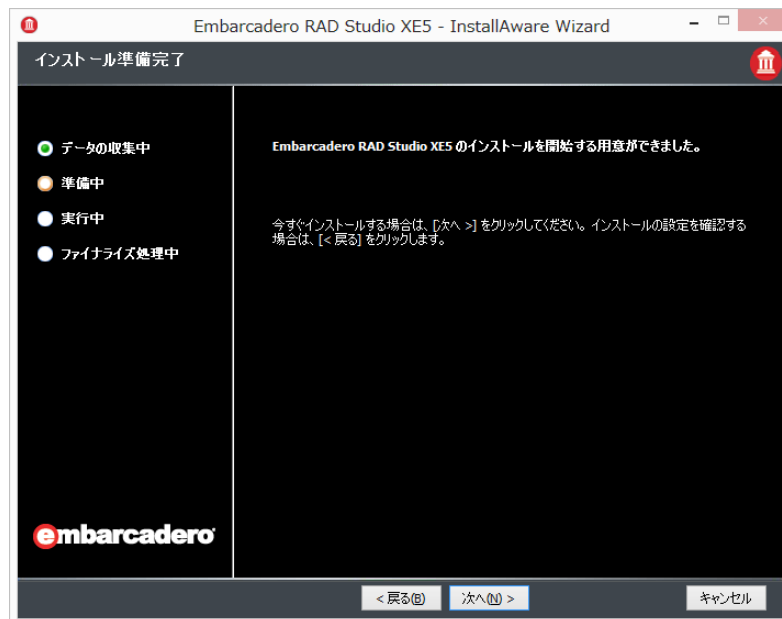 Embarcadero RAD Studio XE5 - InstallAware Wizard
インストール準備完了
データの収集中
準備中
実行中
ファイナライズ処理中
Embarcadero RAD Studio XE5 のインストールを開始する用意ができました。
今すぐインストールする場合は、[次へ >] をクリックしてください。インストールの設定を確認する
場合は、[< 戻る] をクリックします。
embarcadero
< 戻る(B)
次へ(N) >
キャンセル